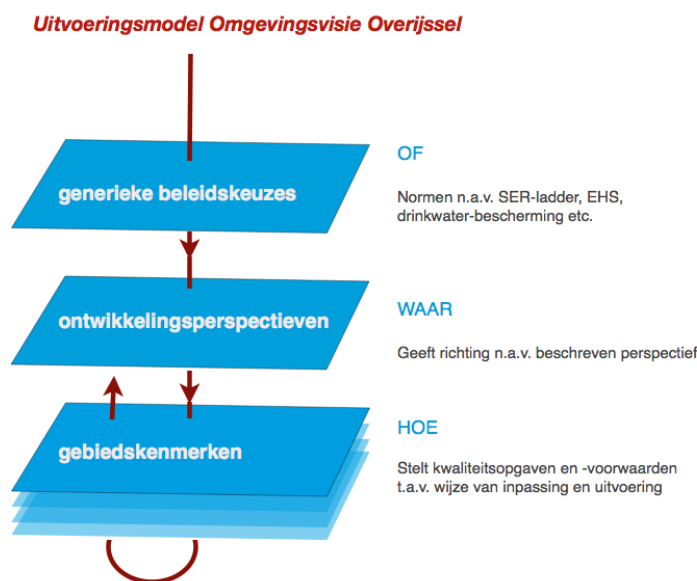 Uitvoeringsmodel Omgevingsvisie Overijssel
generieke beleidskeuzes
OF
Normen n.a.v. SER-ladder, EHS,
drinkwater-bescherming etc.
ontwikkelingsperspectieven
WAAR
Geeft richting n.a.v. beschreven perspectief
gebiedskenmerken
HOE
Stelt kwaliteitsopgaven en -voorwaarden
t.a.v. wijze van inpassing en uitvoering